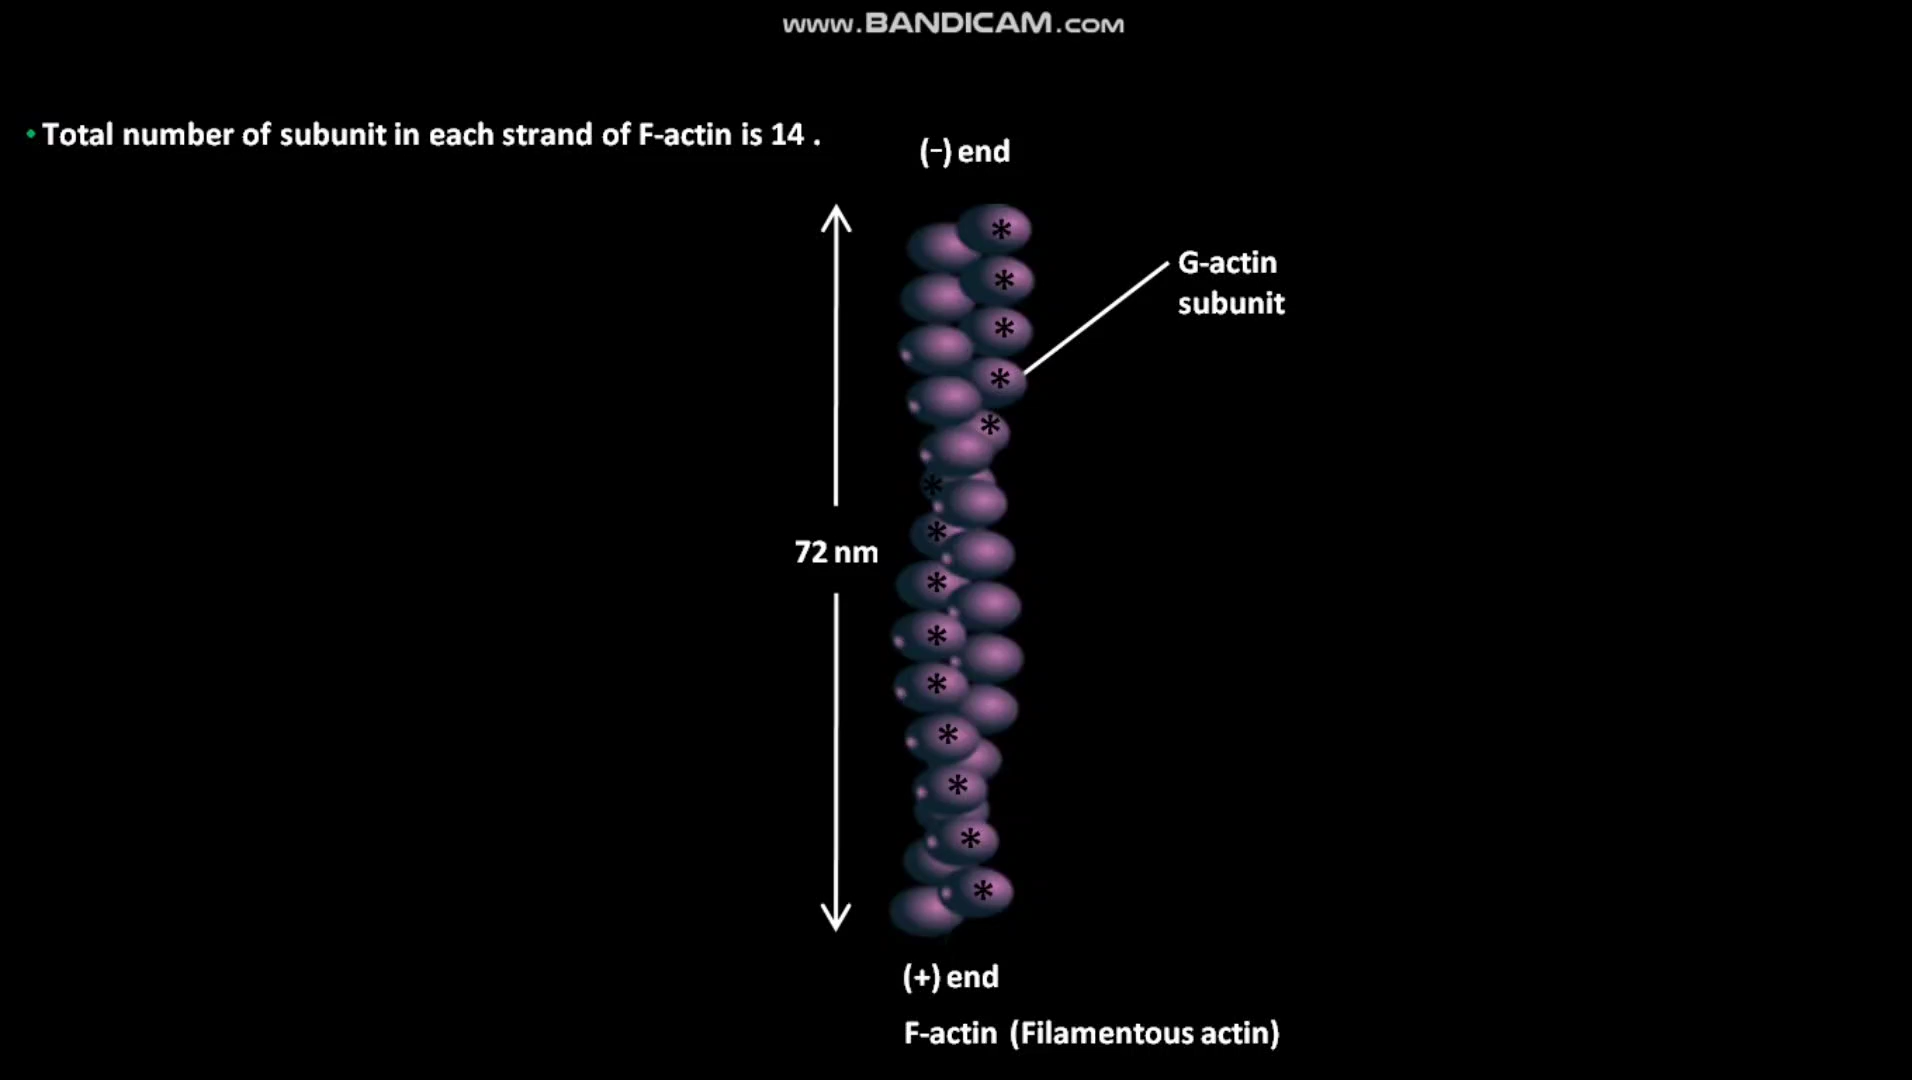 www.BANDICAM.com
• Total number of subunit in each strand of F-actin is 14 .
(–) end
G-actin
subunit
72 nm
*
*
*
*
*
*
*
*
*
*
*
*
*
*
(+) end
F-actin (Filamentous actin)